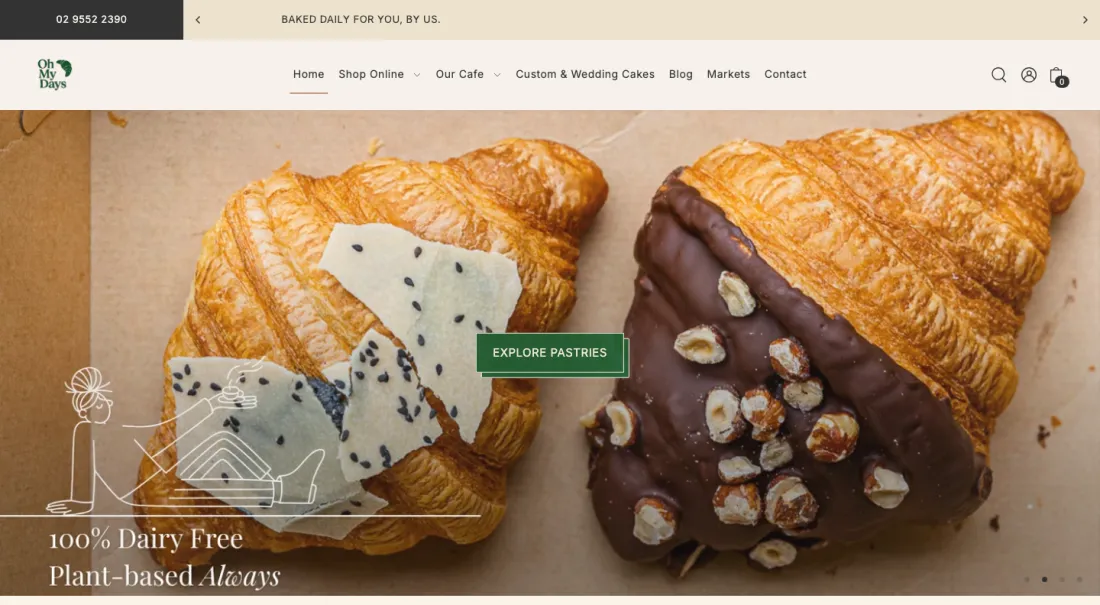 02 9552 2390
BAKED DAILY FOR YOU, BY US.
Oh
My
Days
Home
Shop Online
Our Cafe
Custom & Wedding Cakes
Blog
Markets
Contact
0
EXPLORE PASTRIES
100% Dairy Free
Plant-based Always